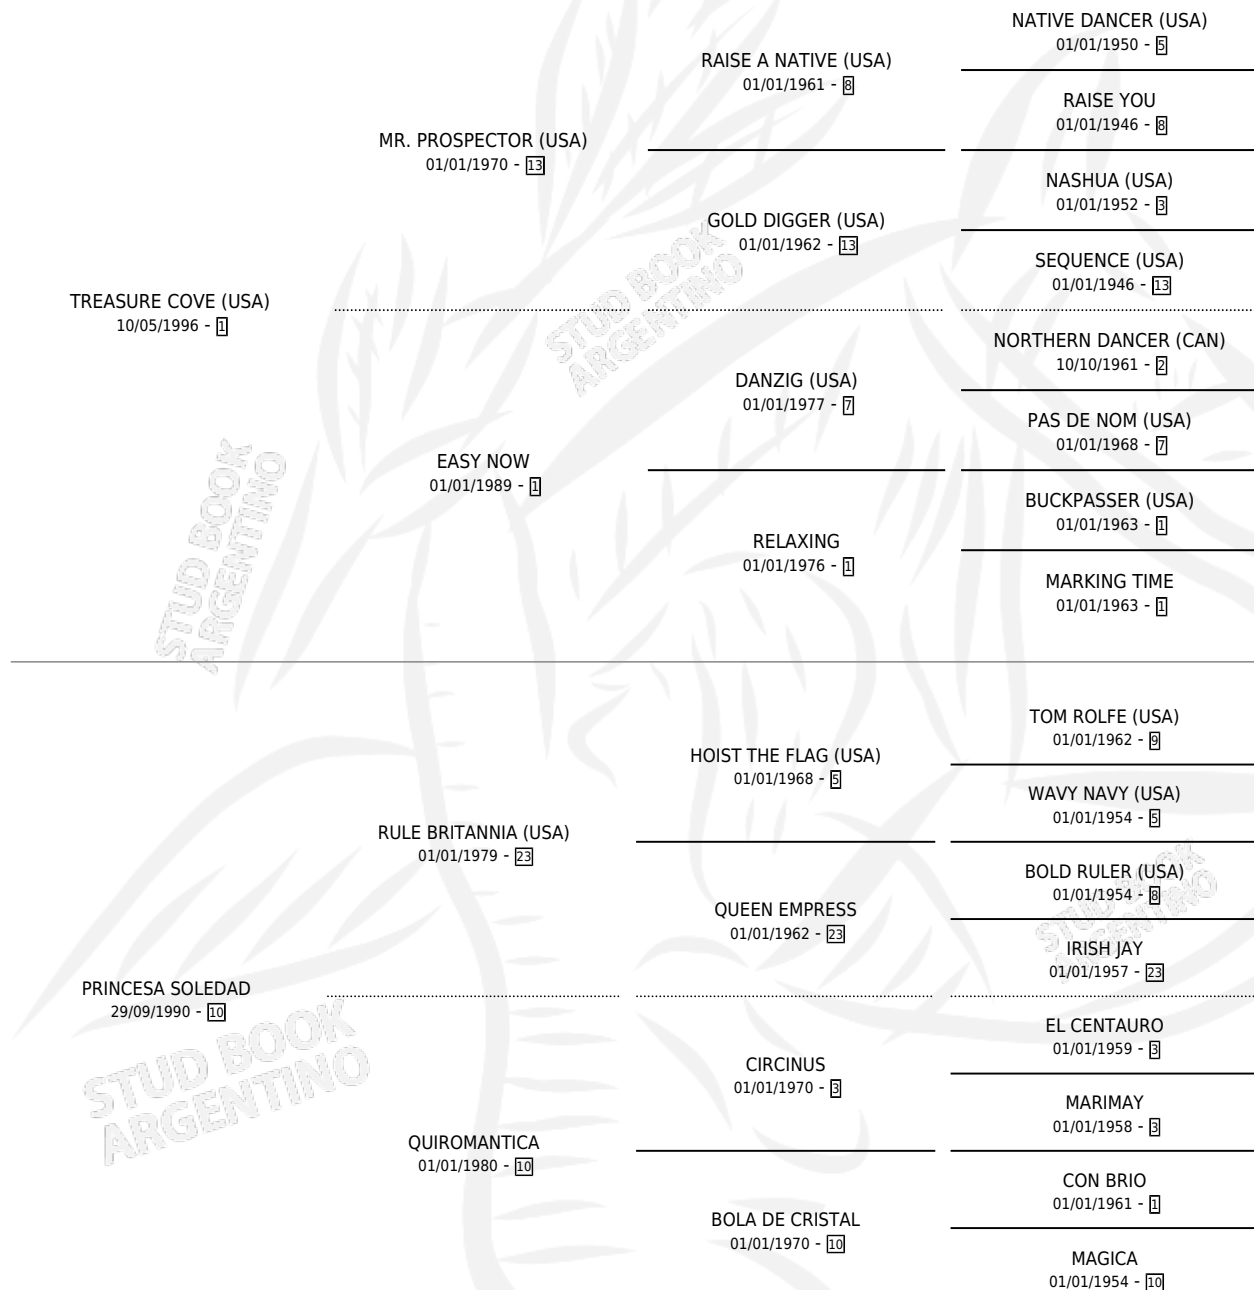 TREASURE COVE (USA)
10/05/1996 - 1
MR. PROSPECTOR (USA)
01/01/1970 - 13
RAISE A NATIVE (USA)
01/01/1961 - 8
NATIVE DANCER (USA)
01/01/1950 - 5
RAISE YOU
01/01/1946 - 8
GOLD DIGGER (USA)
01/01/1962 - 13
NASHUA (USA)
01/01/1952 - 3
SEQUENCE (USA)
01/01/1946 - 13
EASY NOW
01/01/1989 - 1
DANZIG (USA)
01/01/1977 - 7
NORTHERN DANCER (CAN)
10/10/1961 - 2
PAS DE NOM (USA)
01/01/1968 - 7
RELAXING
01/01/1976 - 1
BUCKPASSER (USA)
01/01/1963 - 1
MARKING TIME
01/01/1963 - 1
PRINCESA SOLEDAD
29/09/1990 - 10
RULE BRITANNIA (USA)
01/01/1979 - 23
HOIST THE FLAG (USA)
01/01/1968 - 5
TOM ROLFE (USA)
01/01/1962 - 9
WAVY NAVY (USA)
01/01/1954 - 5
QUEEN EMPRESS
01/01/1962 - 23
BOLD RULER (USA)
01/01/1954 - 8
IRISH JAY
01/01/1957 - 23
QUIROMANTICA
01/01/1980 - 10
CIRCINUS
01/01/1970 - 3
EL CENTAURO
01/01/1959 - 3
MARIMAY
01/01/1958 - 3
BOLA DE CRISTAL
01/01/1970 - 10
CON BRIO
01/01/1961 - 1
MAGICA
01/01/1954 - 10
STUD BOOK
ARGENTINO
STUD BOOK
ARGENTINO
STUD BOOK
ARGENTINO
STUD BOOK
ARGENTINO